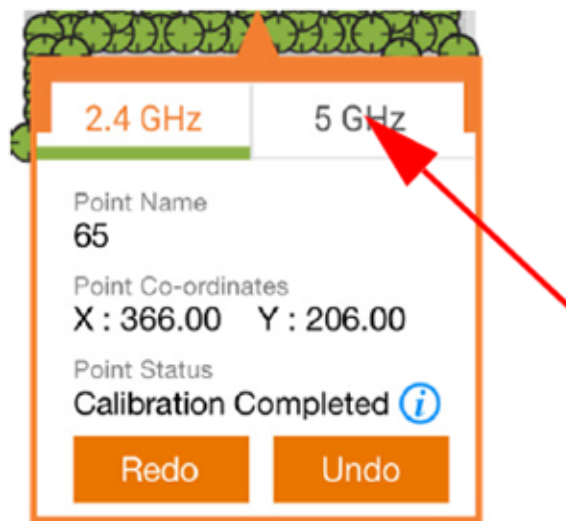 2.4 GHz 5 GHz
Point Name
65
Point Co-ordinates
X : 366.00 Y : 206.00
Point Status
Calibration Completed i
Redo Undo